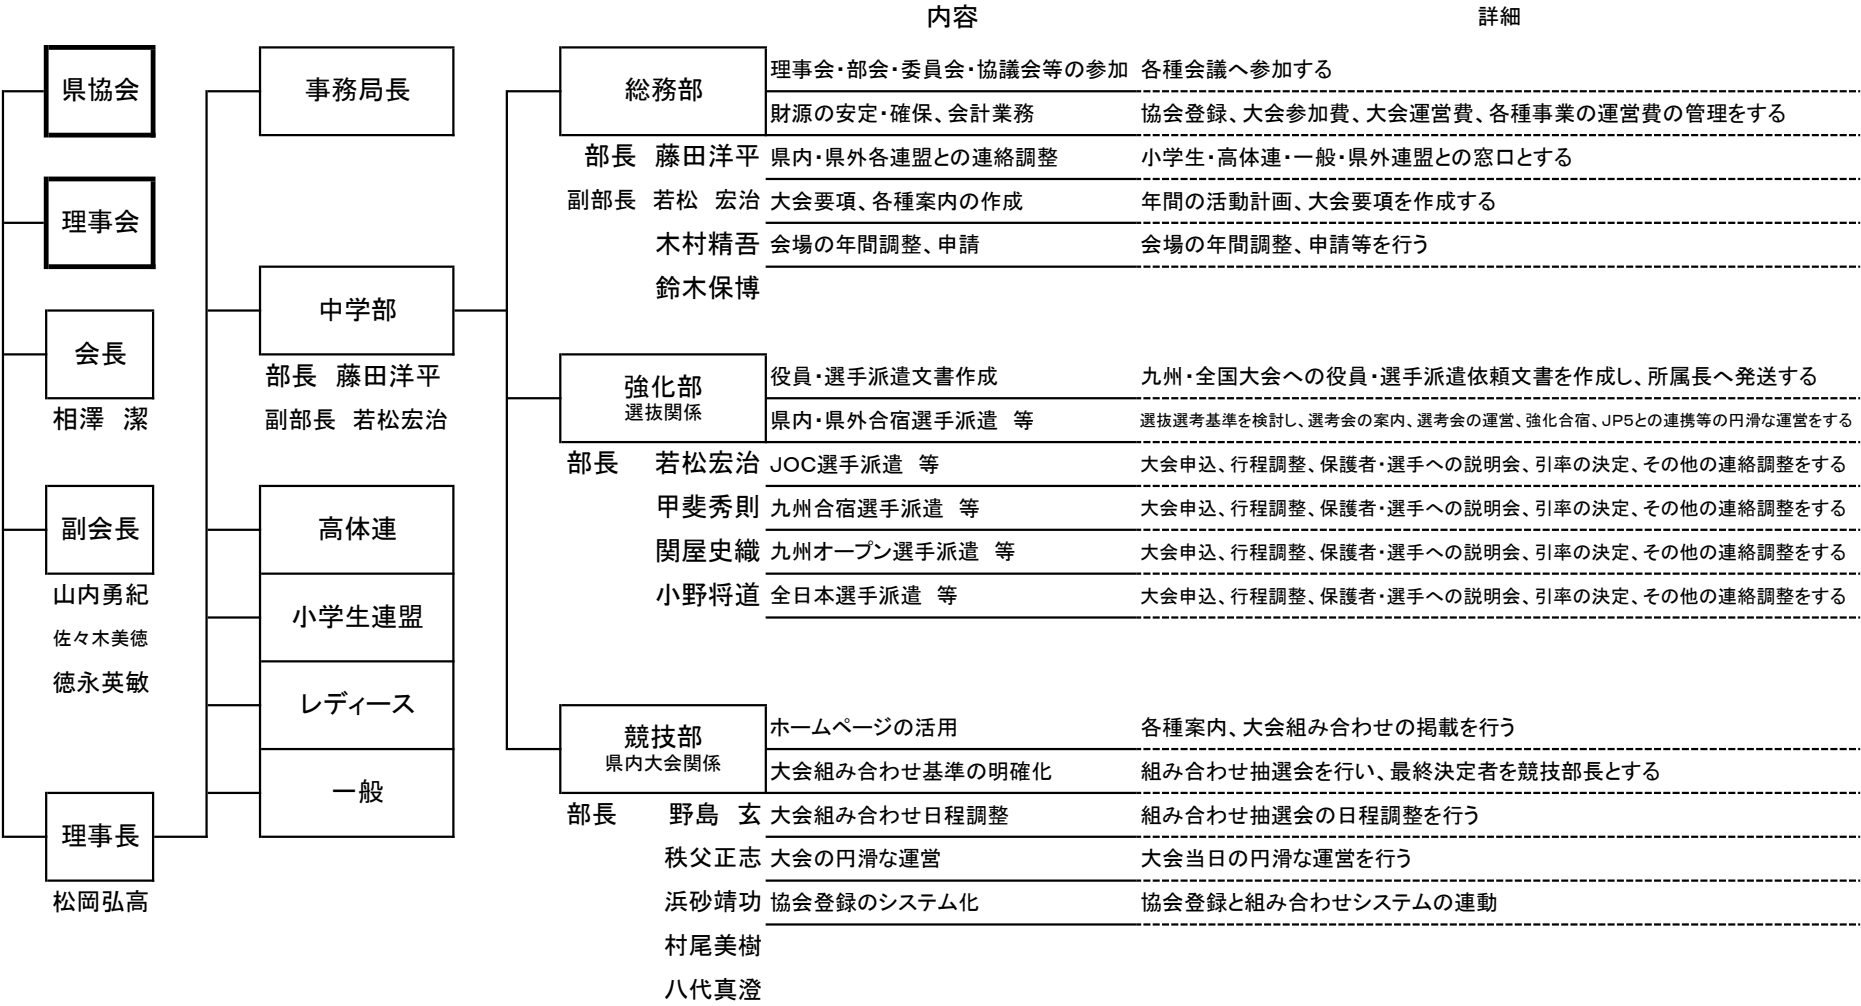 内容 詳細
県協会
理事会
会長
相澤　潔
副会長
山内勇紀
佐々木美徳
徳永英敏
理事長
松岡弘高
事務局長
中学部
部長　藤田洋平
副部長　若松宏治
高体連
小学生連盟
レディース
一般
総務部
部長　藤田洋平
副部長　若松　宏治
木村精吾
鈴木保博
理事会・部会・委員会・協議会等の参加 各種会議へ参加する
財源の安定・確保、会計業務 協会登録、大会参加費、大会運営費、各種事業の運営費の管理をする
県内・県外各連盟との連絡調整 小学生・高体連・一般・県外連盟との窓口とする
大会要項、各種案内の作成 年間の活動計画、大会要項を作成する
会場の年間調整、申請 会場の年間調整、申請等を行う
強化部
選抜関係
部長　若松宏治
甲斐秀則
関屋史織
小野将道
役員・選手派遣文書作成 九州・全国大会への役員・選手派遣依頼文書を作成し、所属長へ発送する
県内・県外合宿選手派遣　等 選抜選考基準を検討し、選考会の案内、選考会の運営、強化合宿、JP5との連携等の円滑な運営をする
JOC選手派遣　等 大会申込、行程調整、保護者・選手への説明会、引率の決定、その他の連絡調整をする
九州合宿選手派遣　等 大会申込、行程調整、保護者・選手への説明会、引率の決定、その他の連絡調整をする
九州オープン選手派遣　等 大会申込、行程調整、保護者・選手への説明会、引率の決定、その他の連絡調整をする
全日本選手派遣　等 大会申込、行程調整、保護者・選手への説明会、引率の決定、その他の連絡調整をする
競技部
県内大会関係
部長　野島　玄
秩父正志
浜砂靖功
村尾美樹
八代真澄
ホームページの活用 各種案内、大会組み合わせの掲載を行う
大会組み合わせ基準の明確化 組み合わせ抽選会を行い、最終決定者を競技部長とする
大会組み合わせ日程調整 組み合わせ抽選会の日程調整を行う
大会の円滑な運営 大会当日の円滑な運営を行う
協会登録のシステム化 協会登録と組み合わせシステムの連動